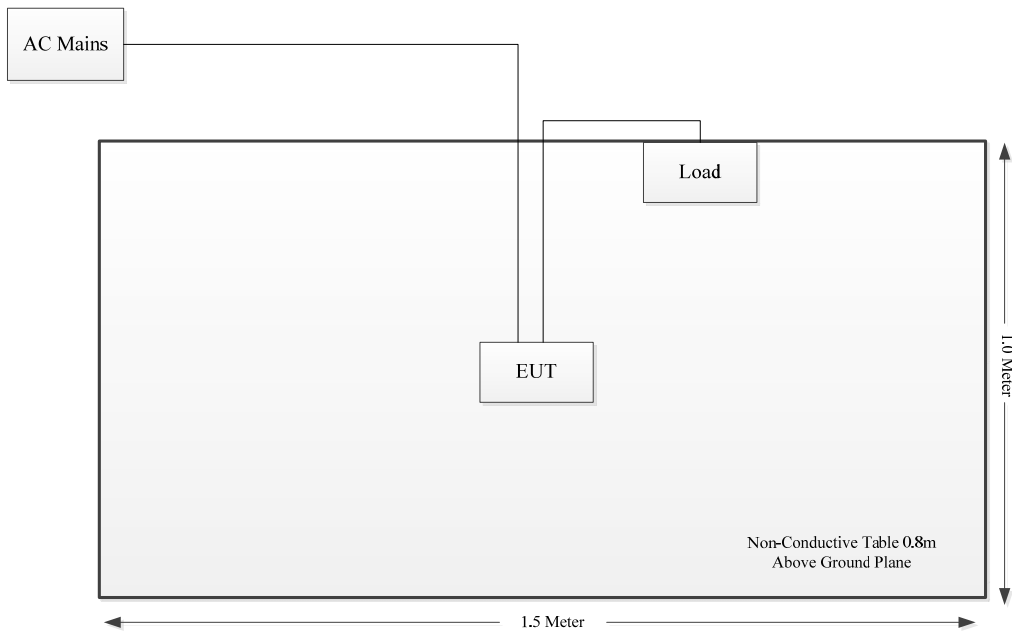 AC Mains
Load
EUT
1.0 Meter
Non-Conductive Table 0.8m
Above Ground Plane
1.5 Meter